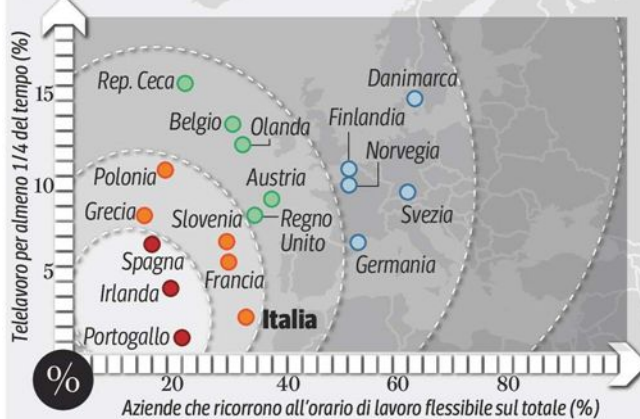 Telelavoro per almeno 1/4 del tempo (%)
15
10
5
Rep. Ceca
Danimarca
Belgio
Olanda
Finlandia
Norvegia
Polonia
Austria
Grecia
Slovenia
Regno
Unito
Svezia
Spagna
Francia
Germania
Irlanda
Italia
Portogallo
%
20
40
60
80
Aziende che ricorrono all'orario di lavoro flessibile sul totale (%)